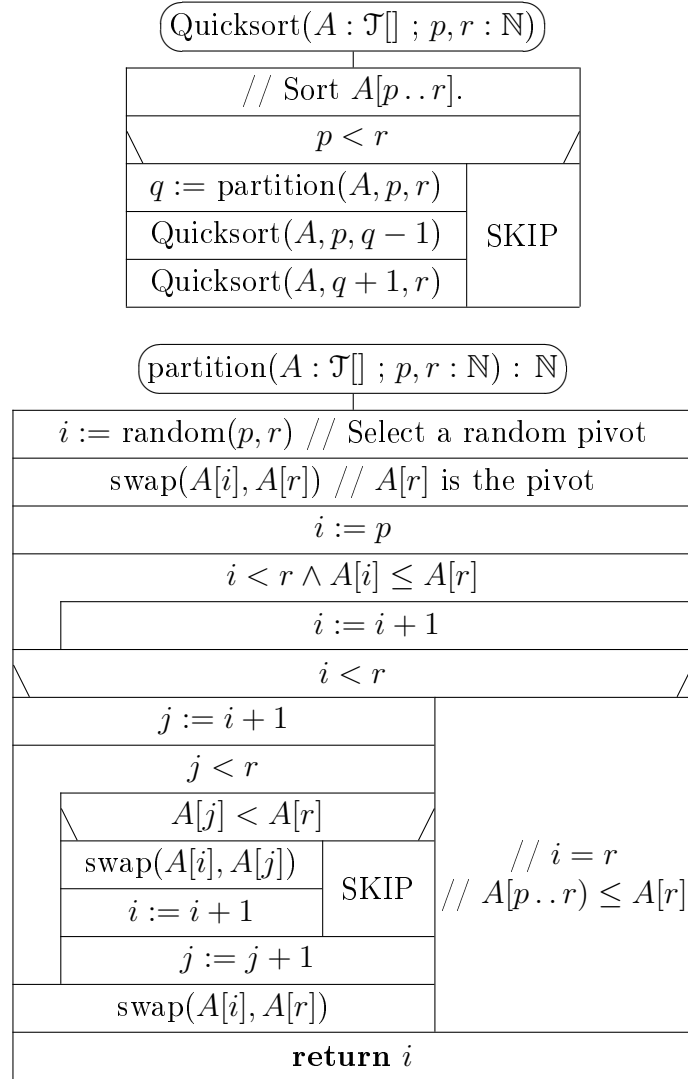 Quicksort(A : 𝒯[] ; p, r : ℕ)
// Sort A[p . . r].
p < r
q := partition(A, p, r)
Quicksort(A, p, q − 1)
SKIP
Quicksort(A, q + 1, r)
partition(A : 𝒯[] ; p, r : ℕ) : ℕ
i := random(p, r) // Select a random pivot
swap(A[i], A[r]) // A[r] is the pivot
i := p
i < r ∧ A[i] ≤ A[r]
i := i + 1
i < r
j := i + 1
j < r
A[j] < A[r]
swap(A[i], A[j])
SKIP
i := i + 1
j := j + 1
swap(A[i], A[r])
// i = r
// A[p . . r) ≤ A[r]
return i